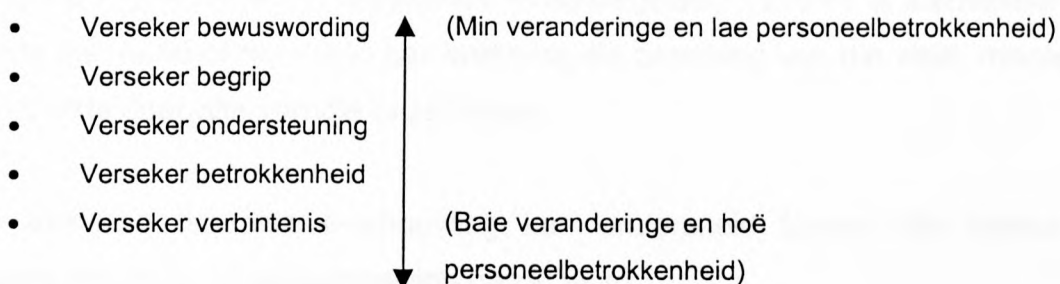 • Verseker bewuswording (Min veranderinge en lae personeelbetrokkenheid)
• Verseker begrip
• Verseker ondersteuning
• Verseker betrokkenheid
• Verseker verbintenis (Baie veranderinge en hoë
personeelbetrokkenheid)